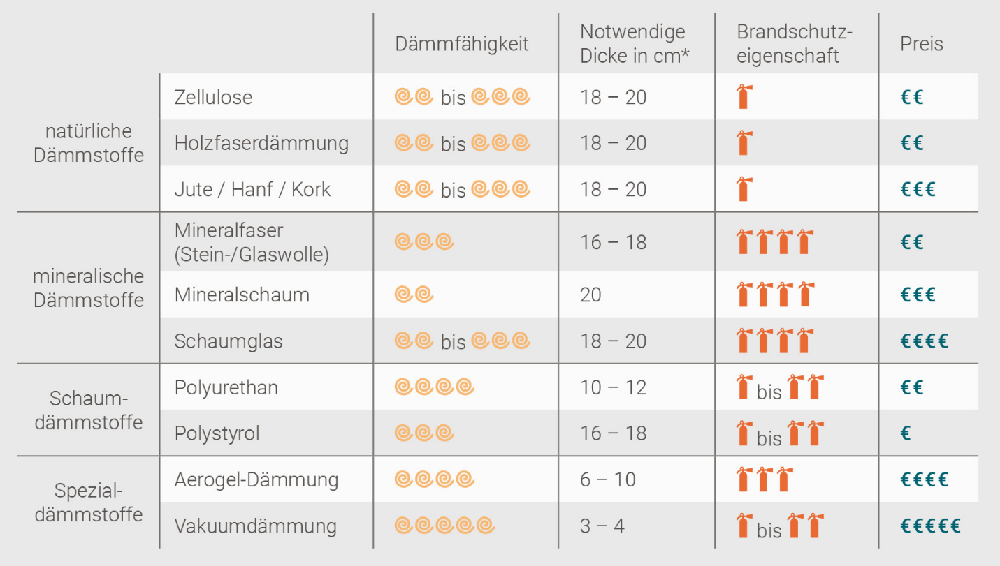 Dämmfähigkeit
Notwendige
Dicke in cm*
Brandschutz-
eigenschaft
Preis
natürliche
Dämmstoffe
Zellulose
bis
18 – 20
€€
Holzfaserdämmung
bis
18 – 20
€€
Jute / Hanf / Kork
bis
18 – 20
€€€
mineralische
Dämmstoffe
Mineralfaser
(Stein-/Glaswolle)
16 – 18
€€
Mineralschaum
20
€€€
Schaumglas
bis
18 – 20
€€€€
Schaum-
dämmstoffe
Polyurethan
10 – 12
bis
€€
Polystyrol
16 – 18
bis
€
Spezial-
dämmstoffe
Aerogel-Dämmung
6 – 10
€€€€
Vakuumdämmung
3 – 4
bis
€€€€€